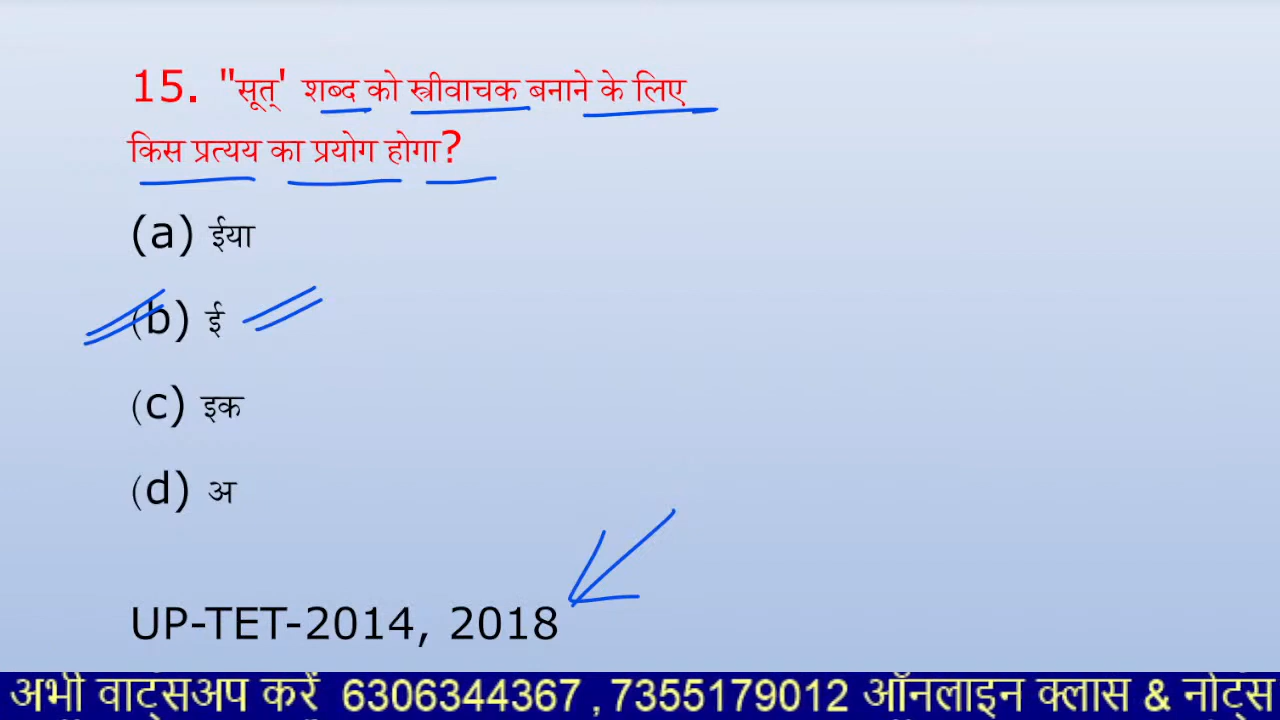 15. "सूत्' शब्द को स्त्रीवाचक बनाने के लिए
किस प्रत्यय का प्रयोग होगा?
(a) ईया
(b) ई
(c) इक
(d) अ
UP-TET-2014, 2018
अभी वाट्सअप करें 6306344367 ,7355179012 ऑनलाइन क्लास & नोट्स